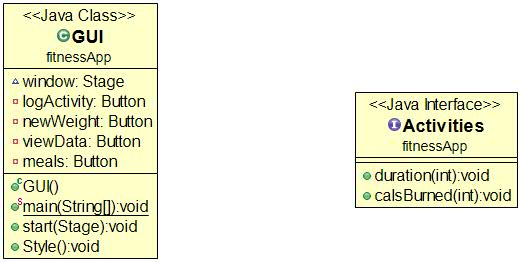 <<Java Class>>
GUI
fitnessApp
window: Stage
logActivity: Button
newWeight: Button
viewData: Button
meals: Button
GUI()
main(String[]):void
start(Stage):void
Style():void
<<Java Interface>>
Activities
fitnessApp
duration(int):void
calsBurned(int):void